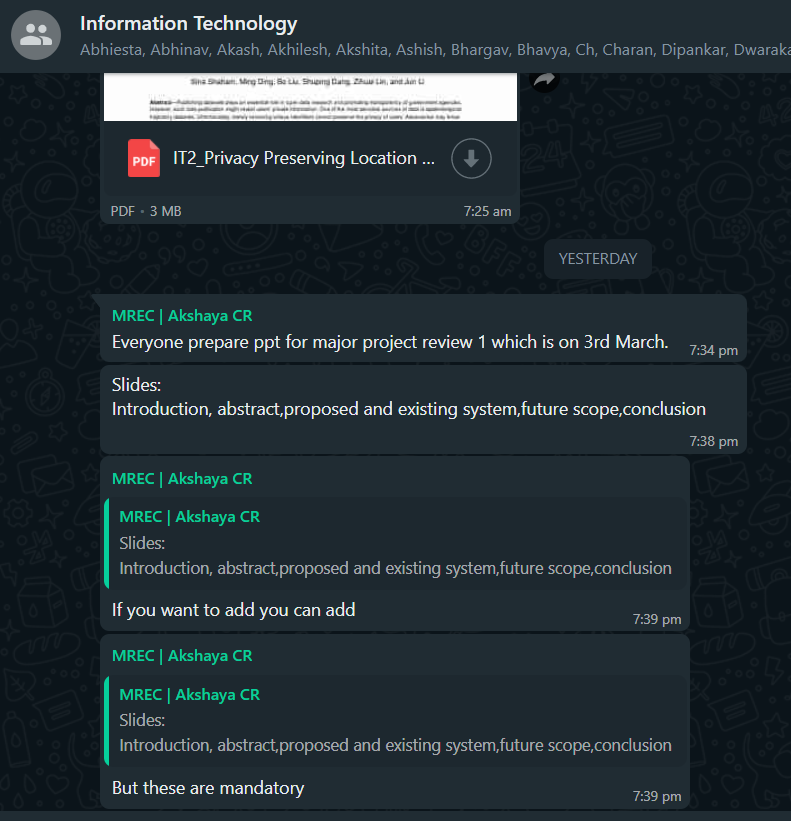 Information Technology
Abhiesta, Abhinav, Akash, Akhilesh, Akshita, Ashish, Bhargav, Bhavya, Ch, Charan, Dipankar, Dwaraka
Sina Shaham, Ming Ding, Bo Liu, Shuping Dang, Zihuai Lin, and Jun Li
PDF
IT2_Privacy Preserving Location ...
PDF • 3 MB
7:25 am
YESTERDAY
MREC | Akshaya CR
Everyone prepare ppt for major project review 1 which is on 3rd March.
7:34 pm
Slides:
Introduction, abstract,proposed and existing system,future scope,conclusion
7:38 pm
MREC | Akshaya CR
MREC | Akshaya CR
Slides:
Introduction, abstract,proposed and existing system,future scope,conclusion
If you want to add you can add
7:39 pm
MREC | Akshaya CR
MREC | Akshaya CR
Slides:
Introduction, abstract,proposed and existing system,future scope,conclusion
But these are mandatory
7:39 pm